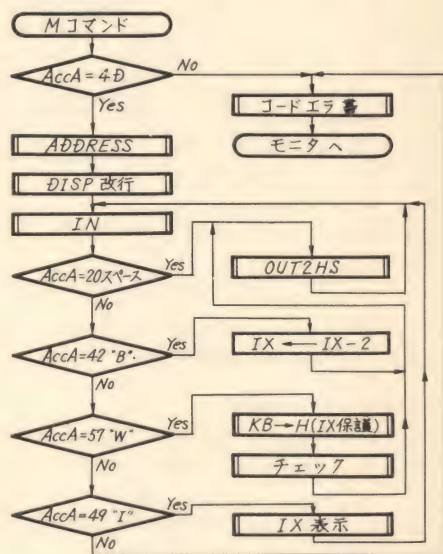 Mコマンド
AccA=4D
No
Yes
コードエラ書
モニタへ
ADDRESS
DISP 改行
IN
AccA=20スペース
Yes
No
OUT2HS
AccA=42 "B".
Yes
No
IX ← IX-2
AccA=57 "W"
Yes
No
KB→H(IX保護)
チェック
AccA=49 "I"
Yes
No
IX 表示